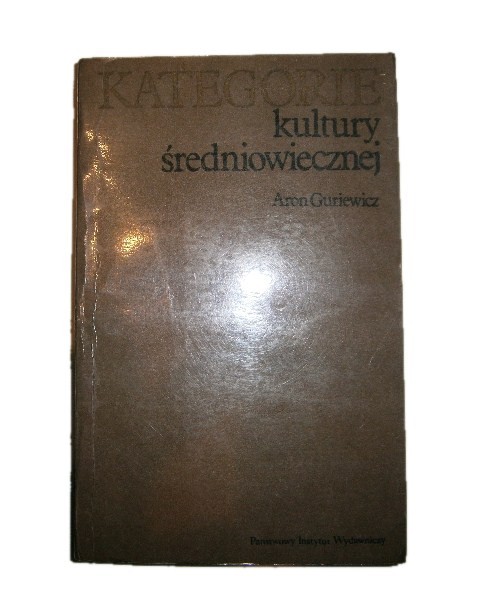 KATEGORIE
kultury
średniowiecznej
Aron Guriewicz
Państwowy Instytut Wydawniczy